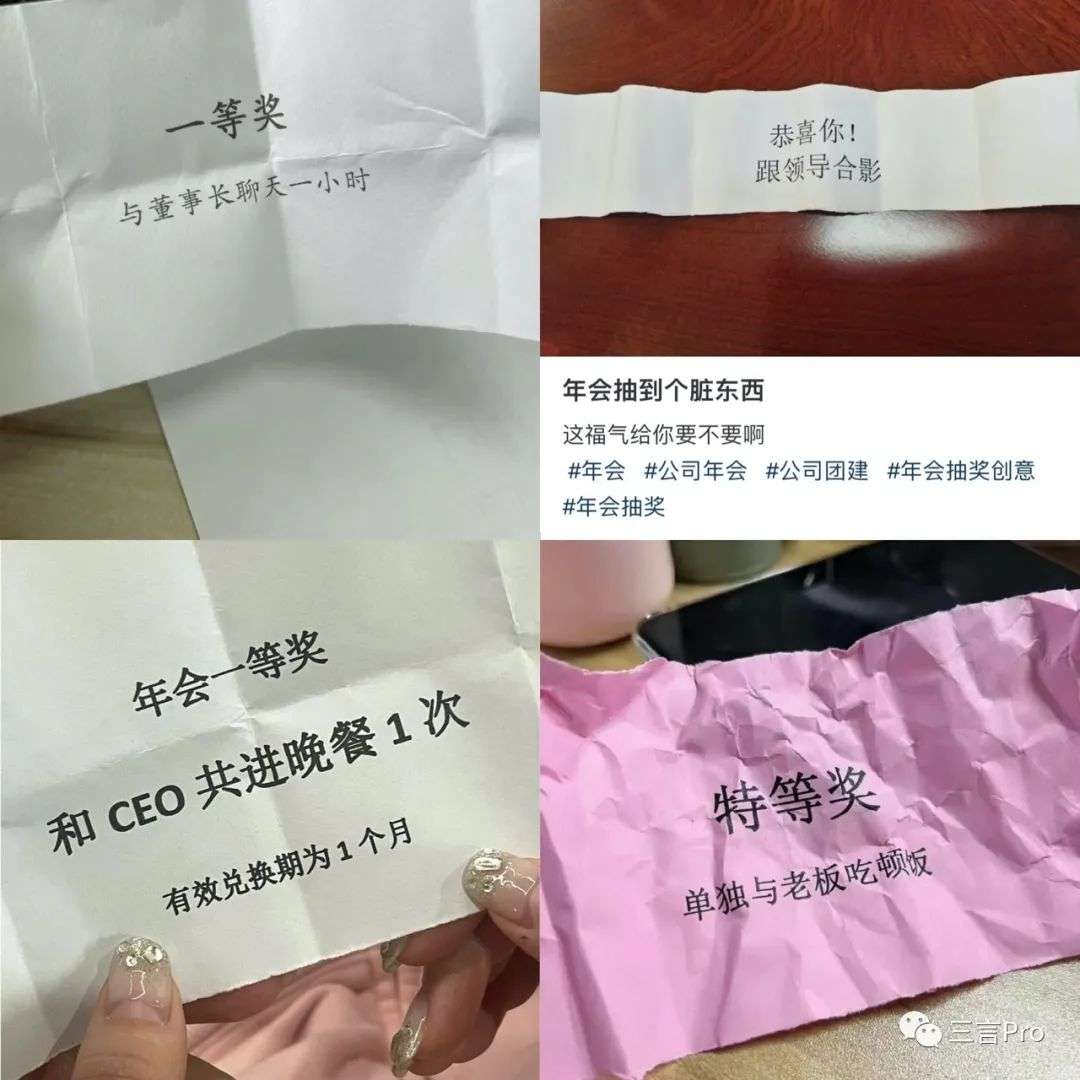 一等奖
与董事长聊天一小时
恭喜你！
跟领导合影
年会抽到个脏东西
这福气给你要不要啊
#年会 #公司年会 #公司团建 #年会抽奖创意
#年会抽奖
年会一等奖
和 CEO 共进晚餐 1 次
有效兑换期为 1 个月
特等奖
单独与老板吃顿饭
三言Pro